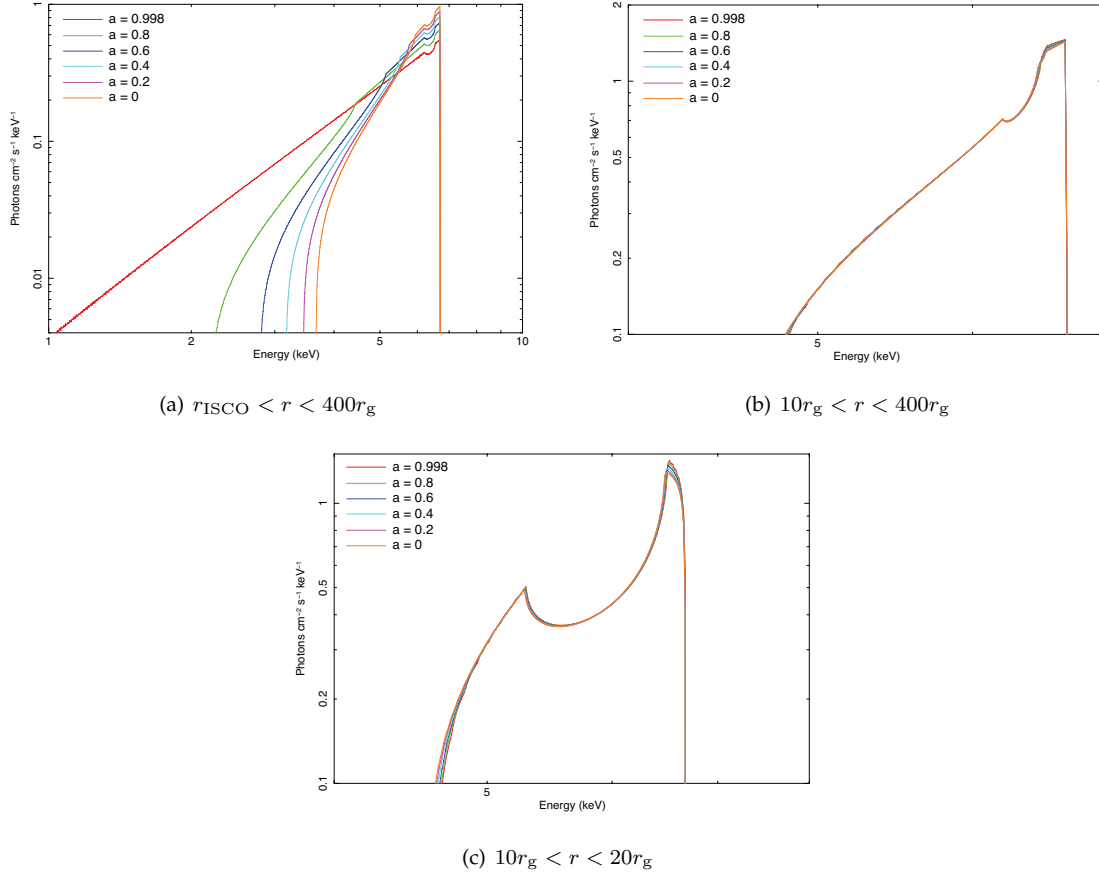 a = 0.998
a = 0.8
a = 0.6
a = 0.4
a = 0.2
a = 0
1
0.1
0.01
Photons cm⁻² s⁻¹ keV⁻¹
1 2 5 10
Energy (keV)
(a) r_ISCO < r < 400r_g
a = 0.998
a = 0.8
a = 0.6
a = 0.4
a = 0.2
a = 0
2
1
0.5
0.2
0.1
Photons cm⁻² s⁻¹ keV⁻¹
5
Energy (keV)
(b) 10r_g < r < 400r_g
a = 0.998
a = 0.8
a = 0.6
a = 0.4
a = 0.2
a = 0
1
0.5
0.2
0.1
Photons cm⁻² s⁻¹ keV⁻¹
5
Energy (keV)
(c) 10r_g < r < 20r_g